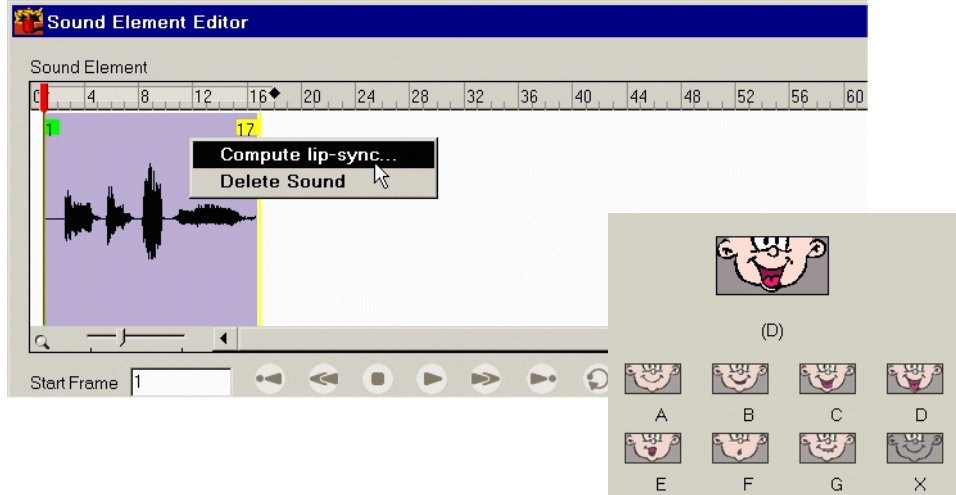 Sound Element Editor
Sound Element
0 4 8 12 16 20 24 28 32 36 40 44 48 52 56 60
1 17
Compute lip-sync...
Delete Sound
Start Frame 1
(D)
A B C D
E F G X